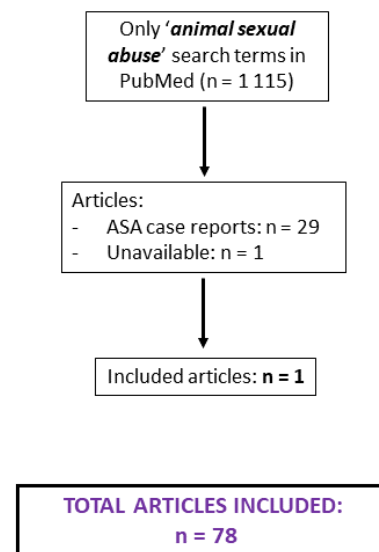 Only ‘animal sexual
abuse’ search terms in
PubMed (n = 1 115)
Articles:
- ASA case reports: n = 29
- Unavailable: n = 1
Included articles: n = 1
TOTAL ARTICLES INCLUDED:
n = 78